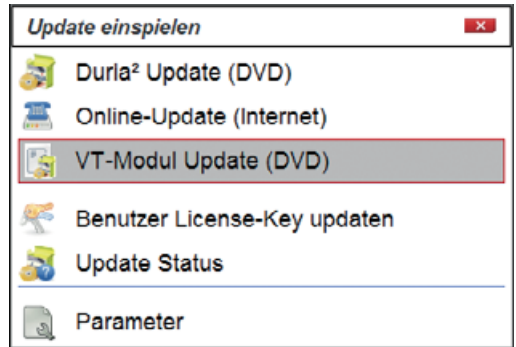 Update einspielen
Durla² Update (DVD)
Online-Update (Internet)
VT-Modul Update (DVD)
Benutzer License-Key updaten
Update Status
Parameter